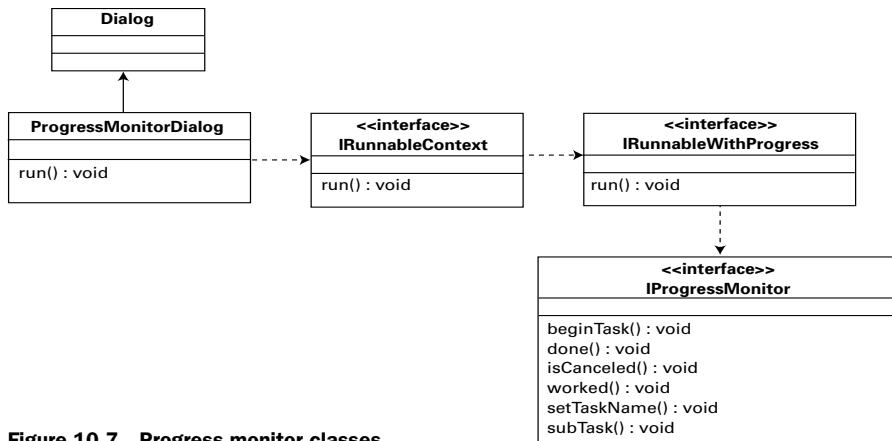 Dialog
ProgressMonitorDialog
run() : void
<<interface>>
IRunnableContext
run() : void
<<interface>>
IRunnableWithProgress
run() : void
<<interface>>
IProgressMonitor
beginTask() : void
done() : void
isCanceled() : void
worked() : void
setTaskName() : void
subTask() : void
Figure 10.7 Progress monitor classes